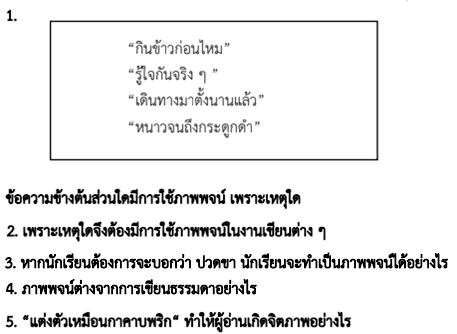 1.
“กินข้าวก่อนไหม”
“รู้ใจกันจริง ๆ ”
“เดินทางมาตั้งนานแล้ว”
“หนาวจนถึงกระดูกดำ”
ข้อความข้างต้นส่วนใดมีการใช้ภาพพจน์ เพราะเหตุใด
2. เพราะเหตุใดจึงต้องมีการใช้ภาพพจน์ในงานเขียนต่าง ๆ
3. หากนักเรียนต้องการจะบอกว่า ปวดขา นักเรียนจะทำเป็นภาพพจน์ได้อย่างไร
4. ภาพพจน์ต่างจากการเขียนธรรมดาอย่างไร
5. “แต่งตัวเหมือนกาคาบพริก“ ทำให้ผู้อ่านเกิดจิตภาพอย่างไร